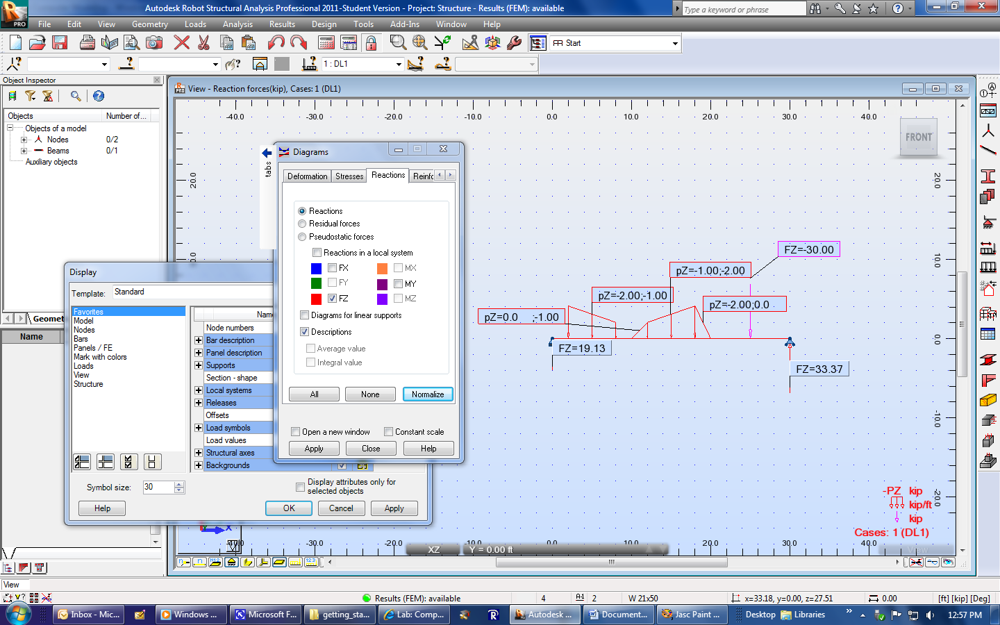 Autodesk Robot Structural Analysis Professional 2011-Student Version - Project: Structure - Results (FEM): available
Type a keyword or phrase
PRO
File Edit View Geometry Loads Analysis Results Design Tools Add-Ins Window Help
Start
1 : DL1
Object Inspector
Objects Number of...
Objects of a model
Nodes 0/2
Beams 0/1
Auxiliary objects
Geomet
Name
View - Reaction forces(kip), Cases: 1 (DL1)
-40.0 -30.0 -20.0 -10.0 0.0 10.0 20.0 30.0 40.0
FRONT
20.0
20.0
10.0
0.0
-10.0
-20.0
tabs
Diagrams
Deformation Stresses Reactions Reinfc
Reactions
Residual forces
Pseudostatic forces
Reactions in a local system
FX MX
FY MY
FZ MZ
Diagrams for linear supports
Descriptions
Average value
Integral value
All None Normalize
Open a new window Constant scale
Apply Close Help
Display
Template: Standard
Favorites
Model
Nodes
Bars
Panels / FE
Mark with colors
Loads
View
Structure
Nam
Node numbers
Bar description
Panel description
Supports
Section - shape
Local systems
Releases
Offsets
Load symbols
Load values
Structural axes
Backgrounds
Symbol size: 30
Display attributes only for
selected objects
Help OK Cancel Apply
FZ=-30.00
pZ=-1.00;-2.00
pZ=-2.00;-1.00
pZ=-2.00;0.0
pZ=0.0 ;-1.00
FZ=19.13
FZ=33.37
-PZ kip
kip/ft
kip
Cases: 1 (DL1)
X
-40.0 -30.0 -20.0 -10.0 0.0 10.0 20.0 30.0 40.0
XZ Y = 0.00 ft
View
View
Results (FEM): available 4 2 W 21x50 x=33.18, y=0.00, z=27.51 0.00 [ft] [kip] [Deg]
Inbox - Mic... Windows ... Microsoft F... getting_sta... Lab: Comp... Autodesk ... Document... Jasc Paint ... Desktop Libraries 12:57 PM